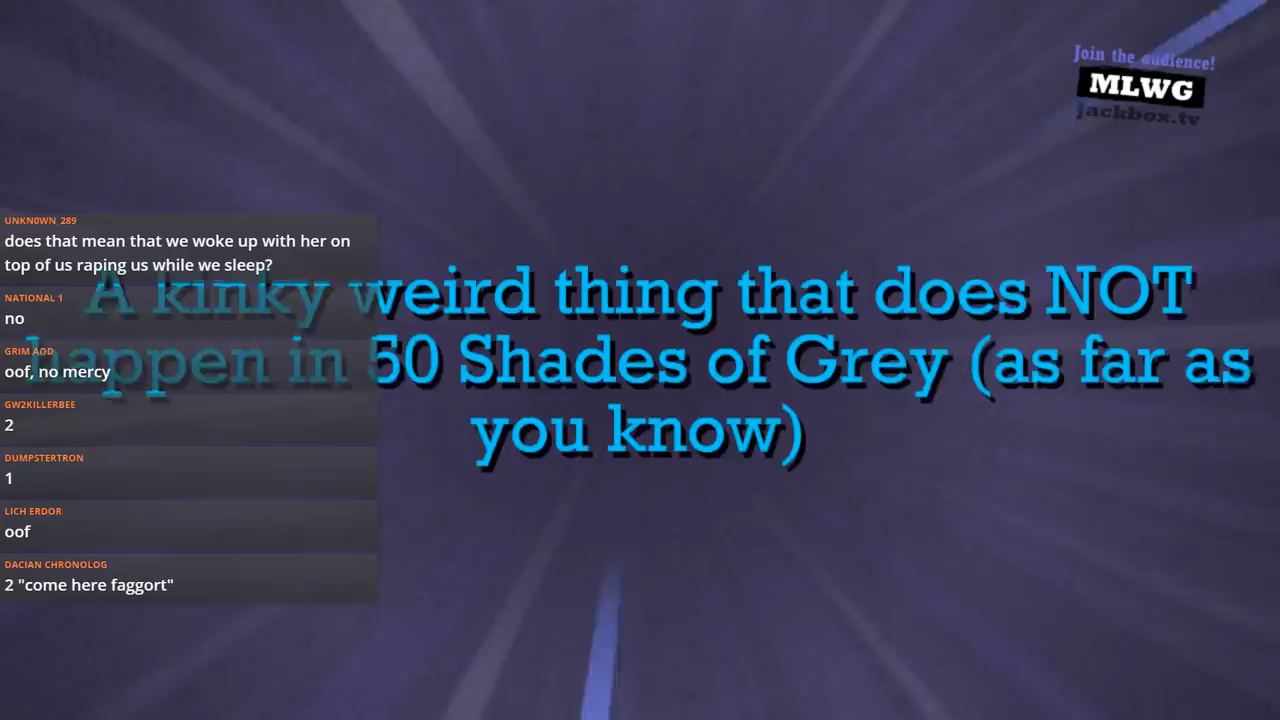 Join the audience!
MLWG
jackbox.tv
UNKN0WN_289
does that mean that we woke up with her on
top of us raping us while we sleep?
NATIONAL 1
no
GRIM AOD
oof, no mercy
GW2KILLERBEE
2
DUMPSTERTRON
1
LICH ERDOR
oof
DACIAN CHRONOLOG
2 "come here faggort"
A kinky weird thing that does NOT
happen in 50 Shades of Grey (as far as
you know)